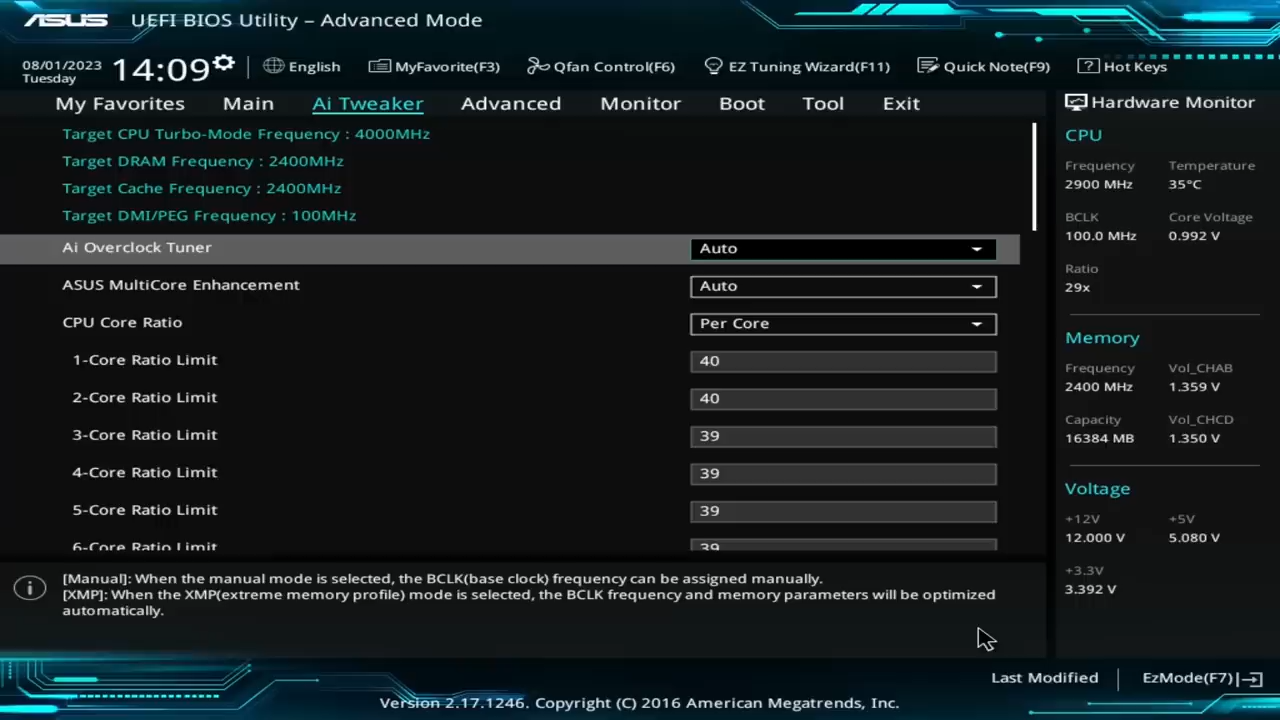 ASUS UEFI BIOS Utility – Advanced Mode
08/01/2023
Tuesday
14:09
English
MyFavorite(F3)
Qfan Control(F6)
EZ Tuning Wizard(F11)
Quick Note(F9)
? Hot Keys
My Favorites
Main
Ai Tweaker
Advanced
Monitor
Boot
Tool
Exit
Target CPU Turbo-Mode Frequency : 4000MHz
Target DRAM Frequency : 2400MHz
Target Cache Frequency : 2400MHz
Target DMI/PEG Frequency : 100MHz
Ai Overclock Tuner Auto
ASUS MultiCore Enhancement Auto
CPU Core Ratio Per Core
1-Core Ratio Limit 40
2-Core Ratio Limit 40
3-Core Ratio Limit 39
4-Core Ratio Limit 39
5-Core Ratio Limit 39
6-Core Ratio Limit 39
[Manual]: When the manual mode is selected, the BCLK(base clock) frequency can be assigned manually.
[XMP]: When the XMP(extreme memory profile) mode is selected, the BCLK frequency and memory parameters will be optimized
automatically.
Hardware Monitor
CPU
Frequency Temperature
2900 MHz 35°C
BCLK Core Voltage
100.0 MHz 0.992 V
Ratio
29x
Memory
Frequency Vol_CHAB
2400 MHz 1.359 V
Capacity Vol_CHCD
16384 MB 1.350 V
Voltage
+12V +5V
12.000 V 5.080 V
+3.3V
3.392 V
Last Modified
EzMode(F7)
Version 2.17.1246. Copyright (C) 2016 American Megatrends, Inc.